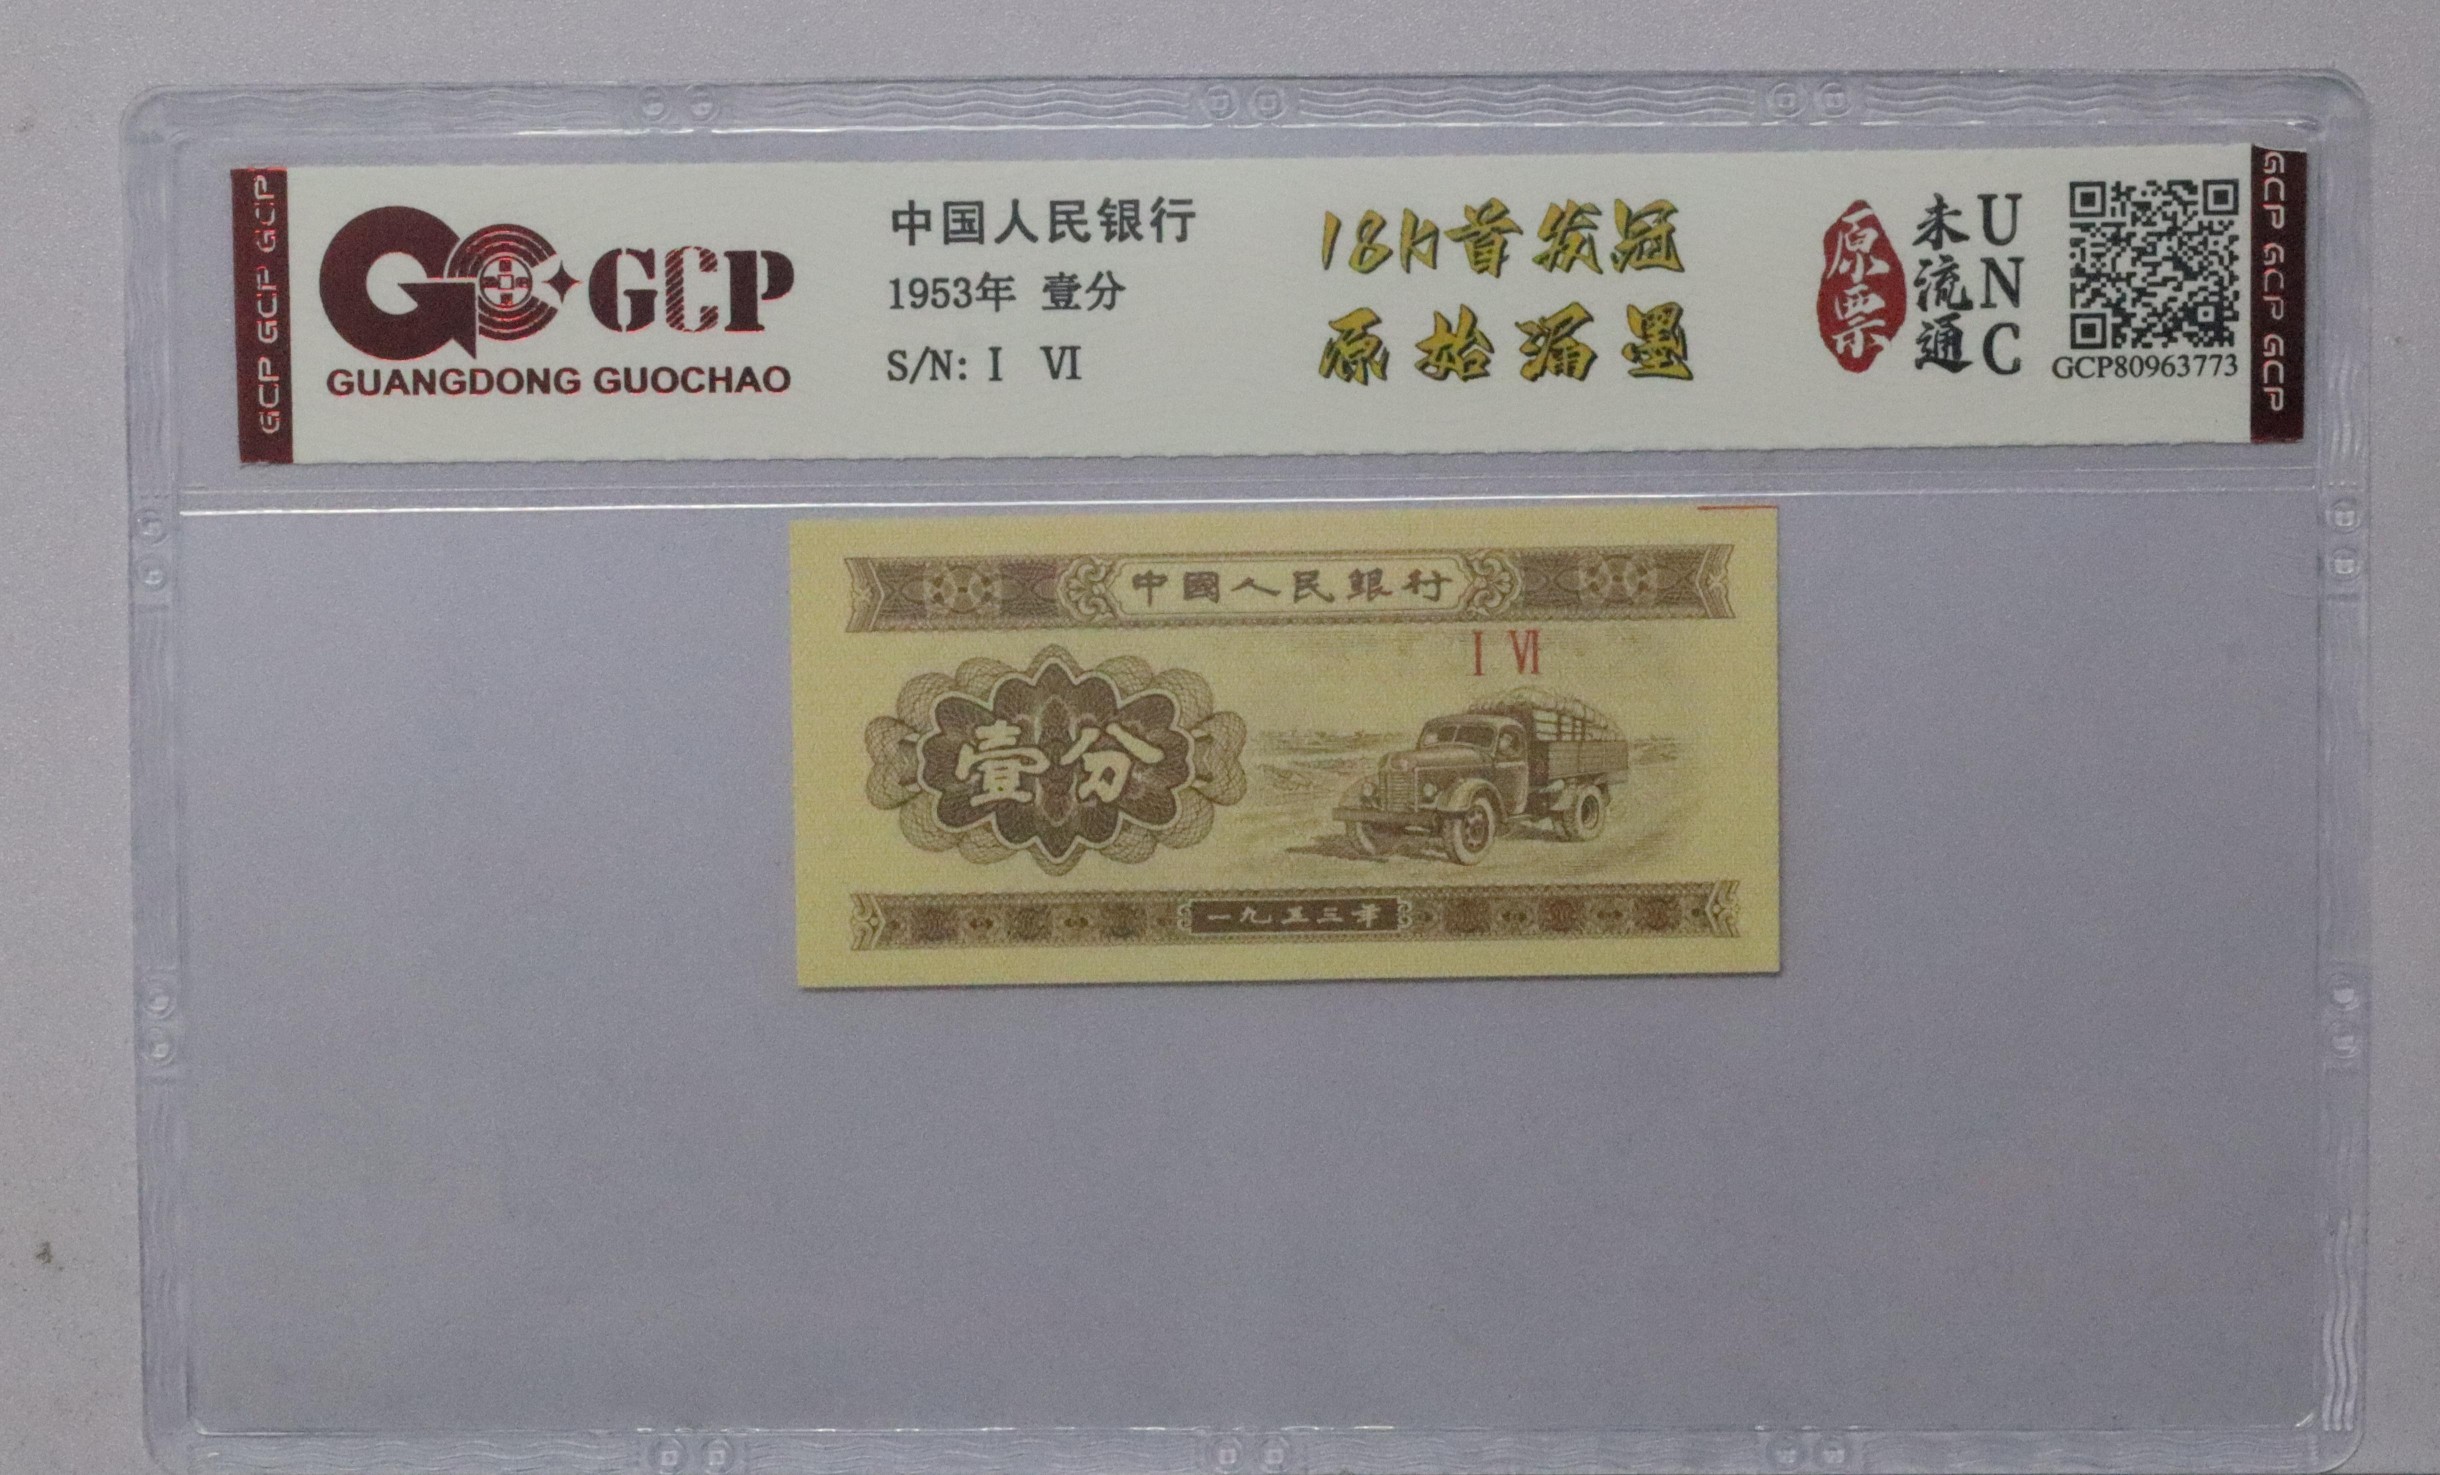 GCP GCP GCP
GCP
GUANGDONG GUOCHAO
中国人民银行
1953年 壹分
S/N: I VI
18h首发冠
原始漏墨
原票
未流通
UNC
GCP80963773
GCP GCP GCP
中國人民銀行
I VI
壹分
一九五三年